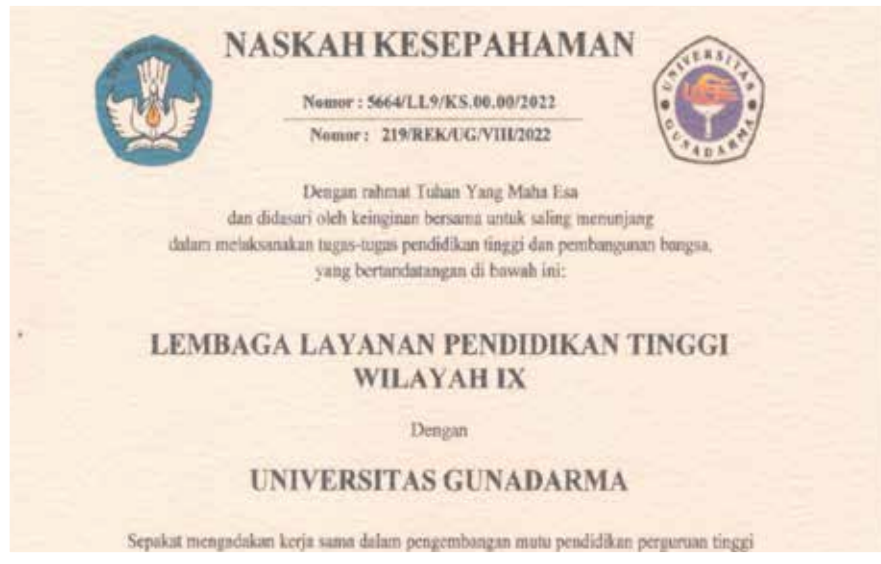 NASKAH KESEPAHAMAN
Nomor : 5664/LL9/KS.00.00/2022
Nomor : 219/REK/UG/VIII/2022
UNIVERSITAS GUNADARMA
Dengan rahmat Tuhan Yang Maha Esa
dan didasari oleh keinginan bersama untuk saling menunjang
dalam melaksanakan tugas-tugas pendidikan tinggi dan pembangunan bangsa,
yang bertandatangan di bawah ini:
LEMBAGA LAYANAN PENDIDIKAN TINGGI
WILAYAH IX
Dengan
UNIVERSITAS GUNADARMA
Sepakat mengadakan kerja sama dalam pengembangan mutu pendidikan perguruan tinggi